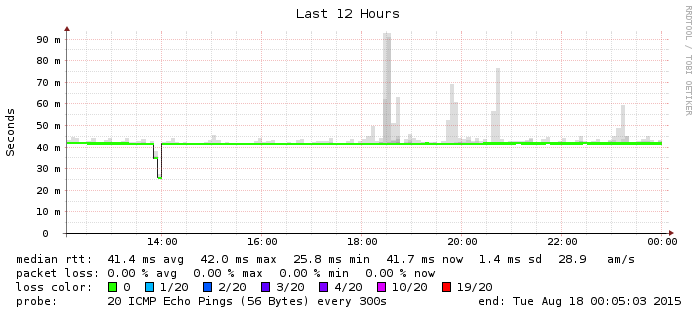 Last 12 Hours
RRDTOOL / TOBI OETIKER
Seconds
90 m
80 m
70 m
60 m
50 m
40 m
30 m
20 m
10 m
0
14:00 16:00 18:00 20:00 22:00 00:00
median rtt: 41.4 ms avg 42.0 ms max 25.8 ms min 41.7 ms now 1.4 ms sd 28.9 am/s
packet loss: 0.00 % avg 0.00 % max 0.00 % min 0.00 % now
loss color: 0 1/20 2/20 3/20 4/20 10/20 19/20
probe: 20 ICMP Echo Pings (56 Bytes) every 300s end: Tue Aug 18 00:05:03 2015